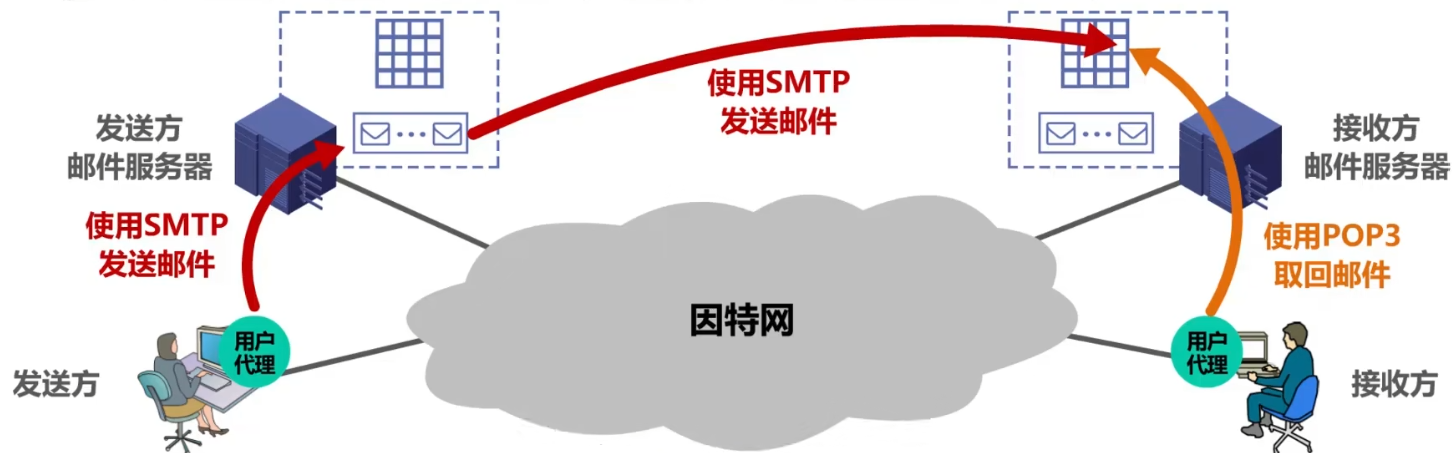 使用SMTP
发送邮件
发送方
邮件服务器
接收方
邮件服务器
使用SMTP
发送邮件
使用POP3
取回邮件
因特网
用户
代理
用户
代理
发送方
接收方